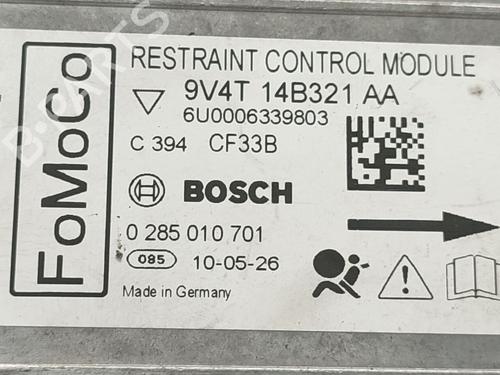 RESTRAINT CONTROL MODULE
9V4T 14B321 AA
6U0006339803
C 394 CF33B
BOSCH
0 285 010 701
085 10-05-26
Made in Germany
FoMoCo
B-PARTS